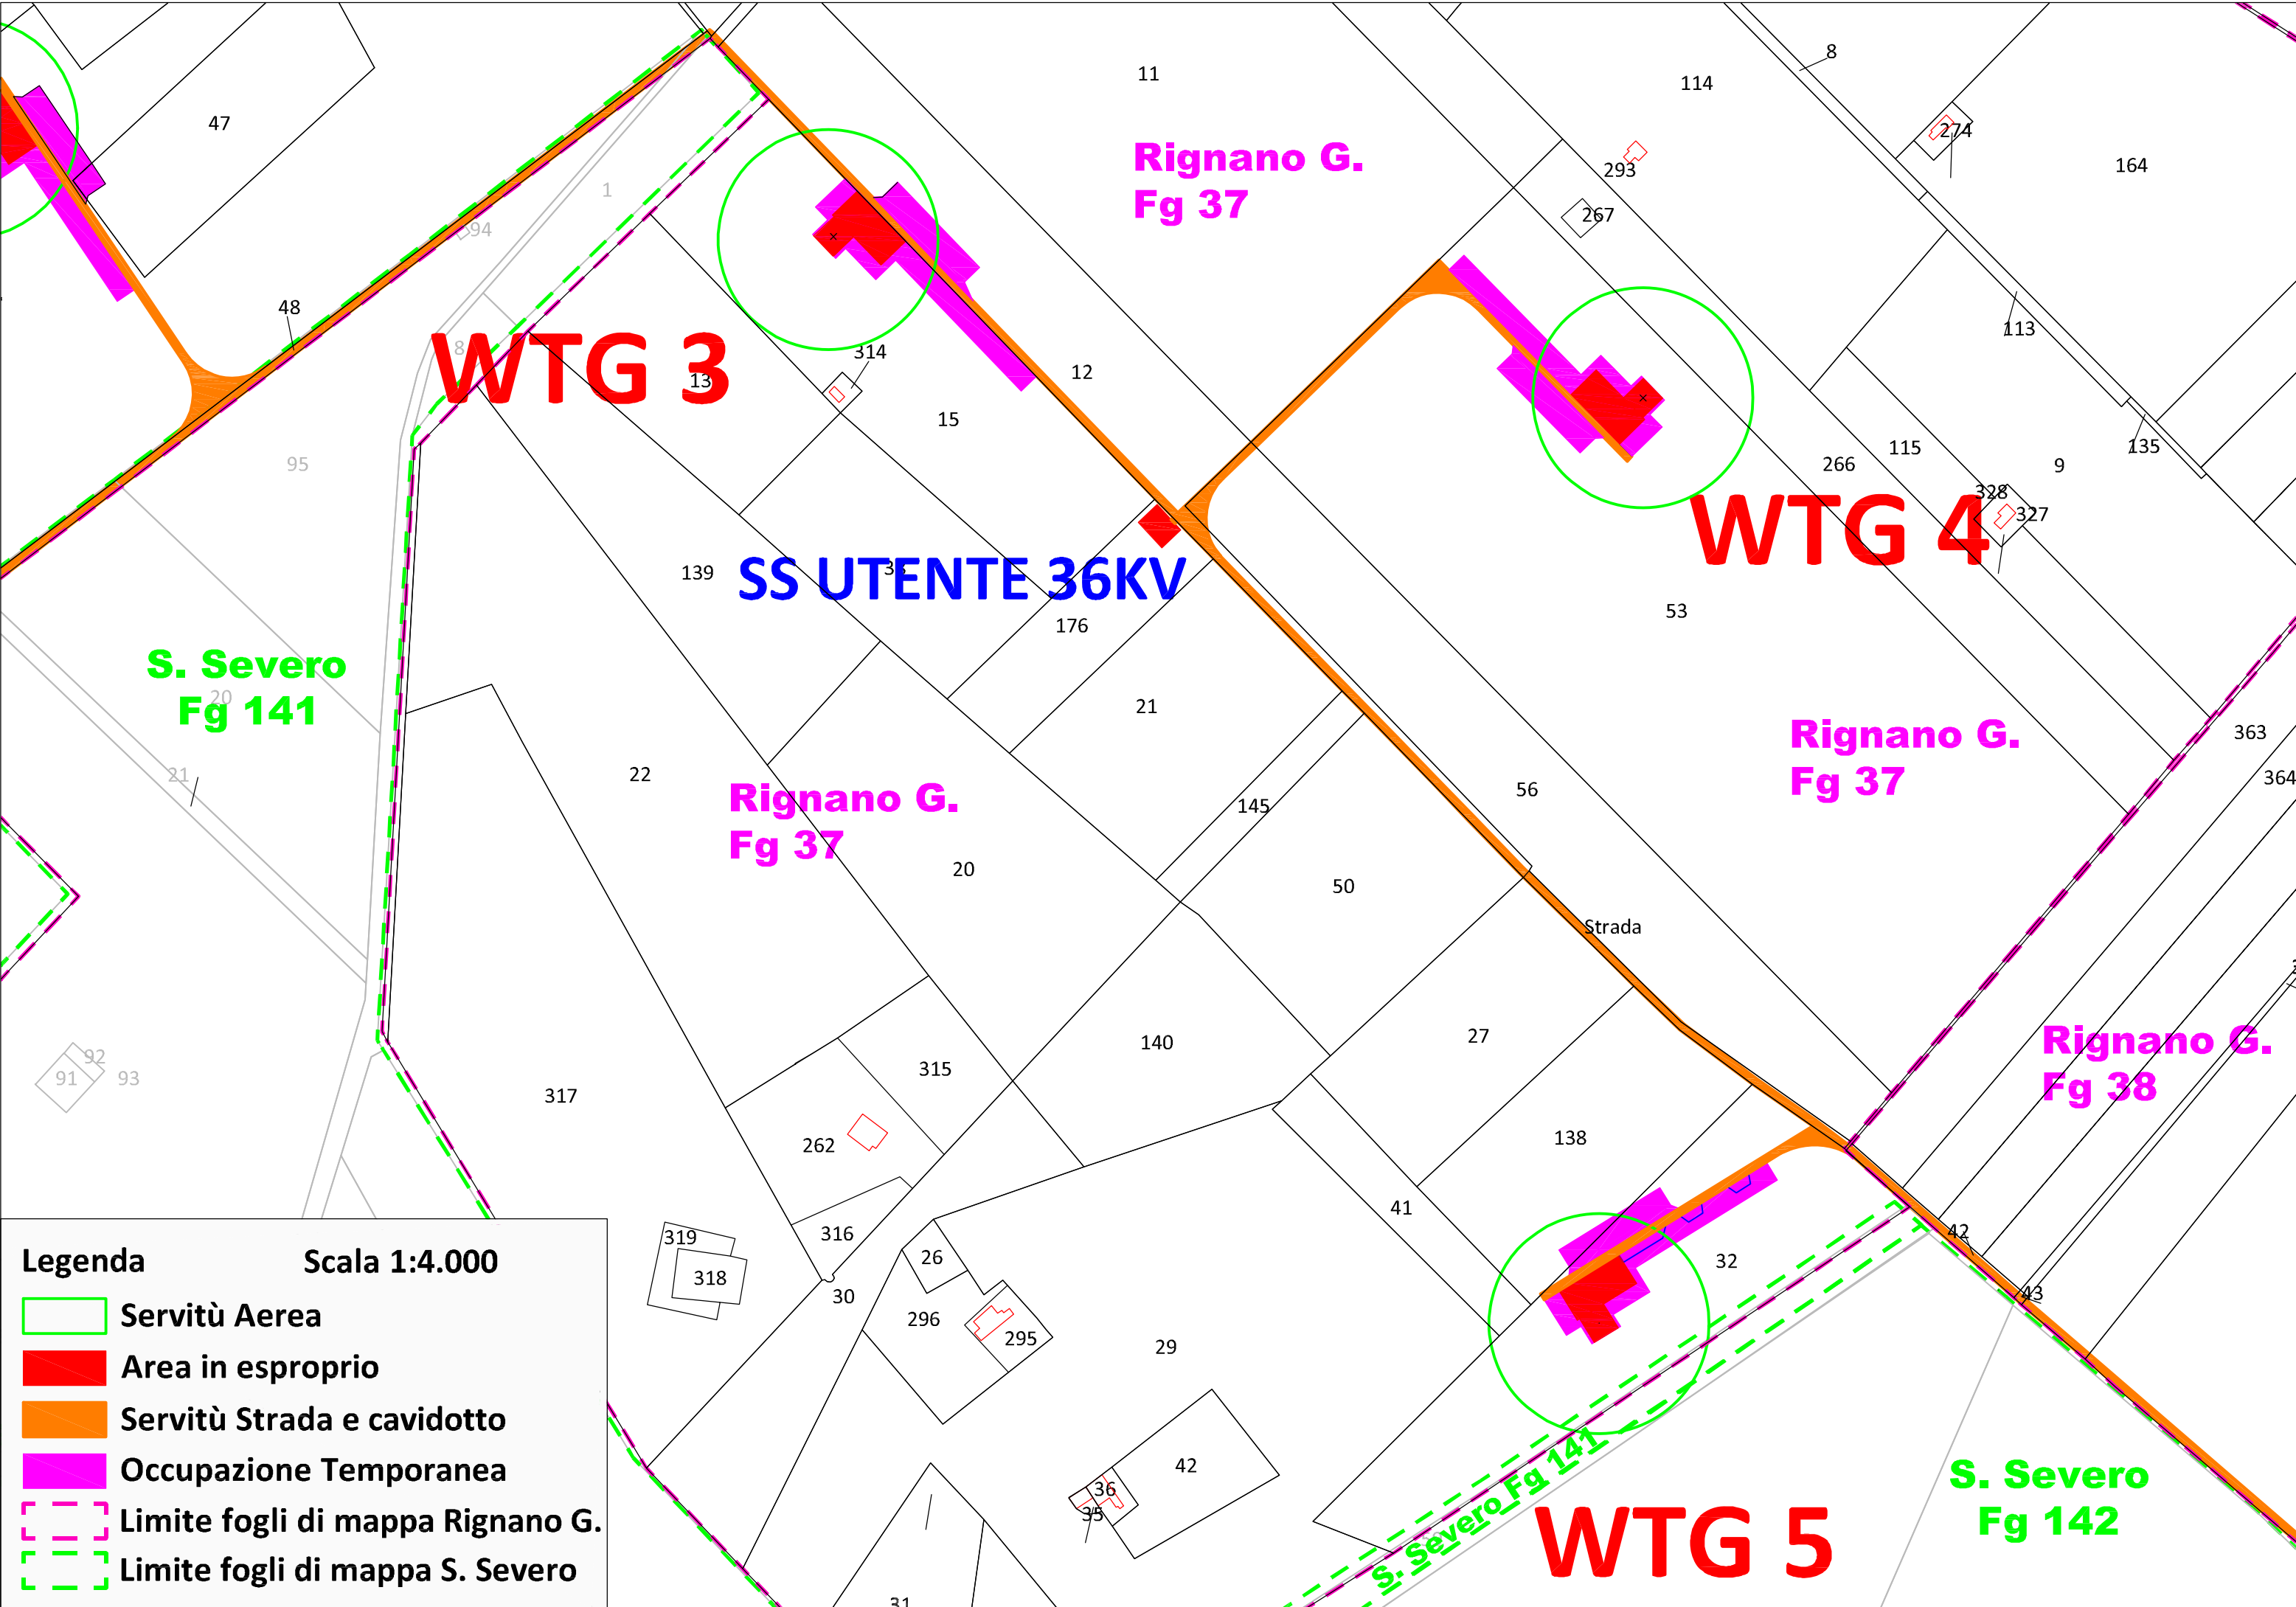 11
8
114
47
274
Rignano G.
Fg 37
164
293
1
267
94
48
113
8
WTG 3
314
12
13
15
135
95
266
115
9
328
327
WTG 4
139
SS UTENTE 36KV
53
176
S. Severo
Fg 141
20
21
363
Rignano G.
Fg 37
21
22
364
56
Rignano G.
Fg 37
145
20
50
Strada
27
140
Rignano G.
Fg 38
92
91
93
315
317
138
262
41
316
319
42
26
32
318
43
30
296
295
29
42
36
35
S. Severo Fg 141
S. Severo
Fg 142
WTG 5
31
Legenda Scala 1:4.000
Servitù Aerea
Area in esproprio
Servitù Strada e cavidotto
Occupazione Temporanea
Limite fogli di mappa Rignano G.
Limite fogli di mappa S. Severo